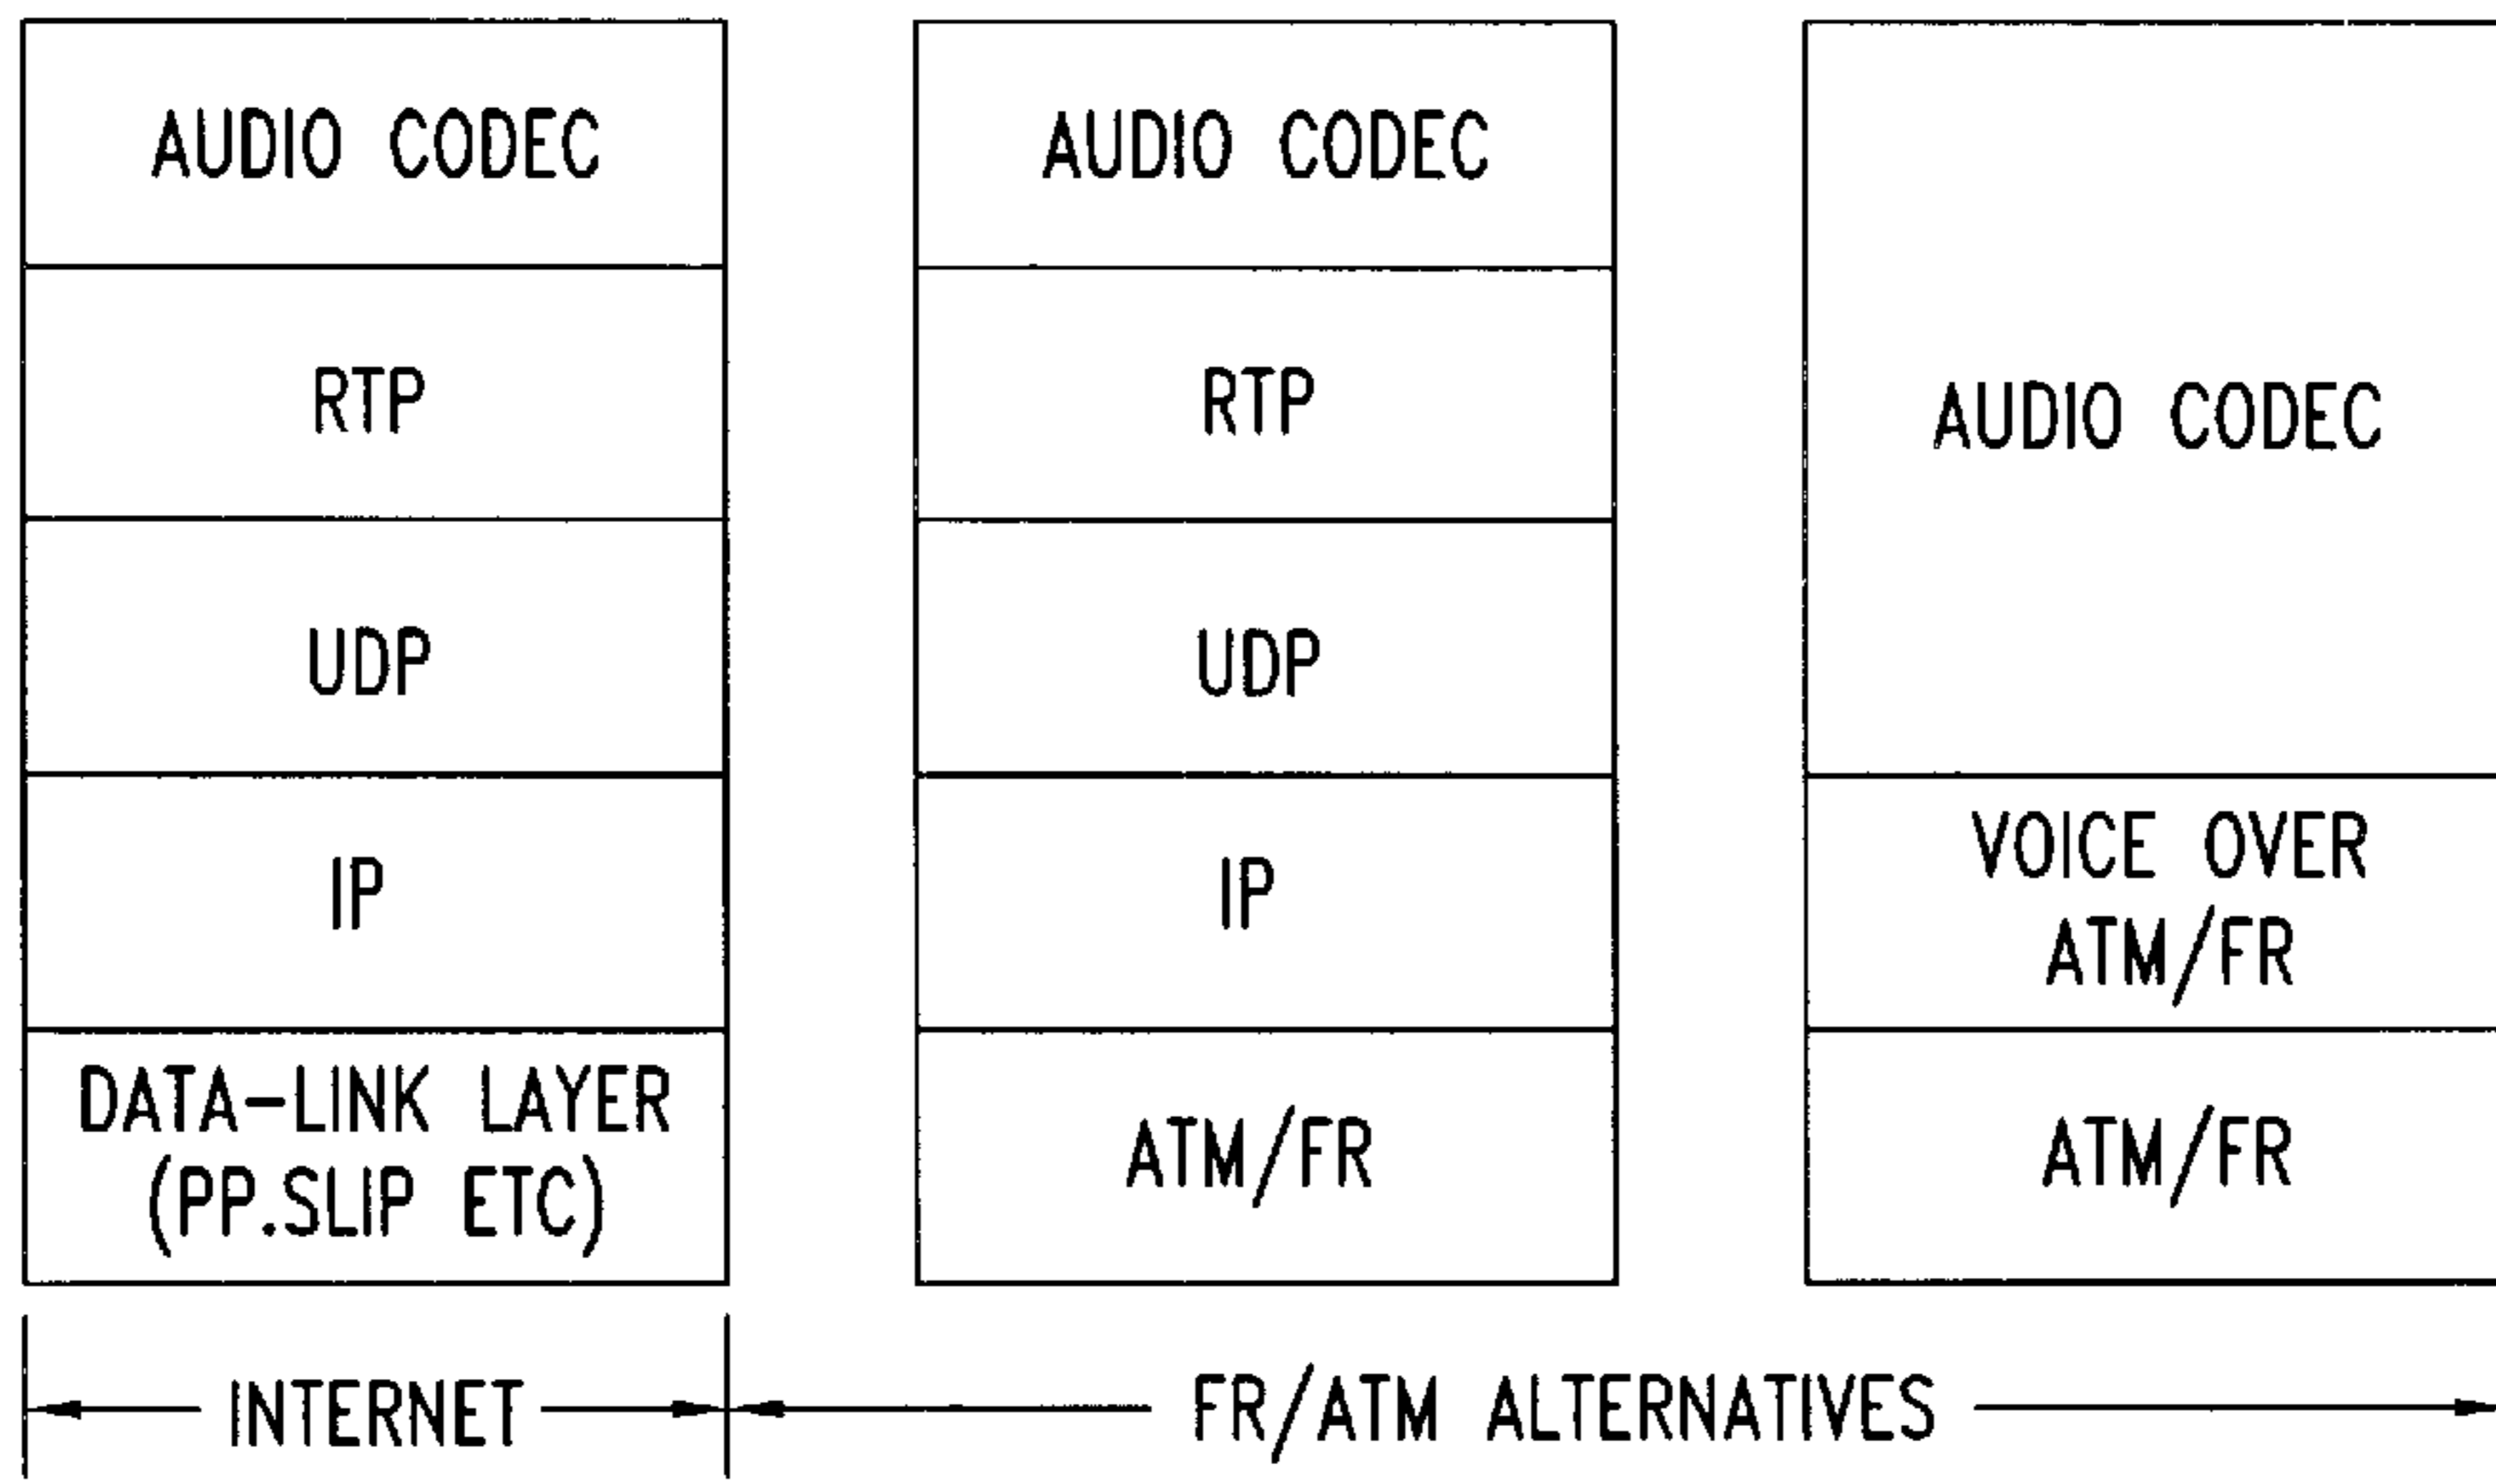 AUDIO CODEC
RTP
UDP
IP
DATA-LINK LAYER
(PP.SLIP ETC)
AUDIO CODEC
RTP
UDP
IP
ATM/FR
AUDIO CODEC
VOICE OVER
ATM/FR
ATM/FR
INTERNET
FR/ATM ALTERNATIVES